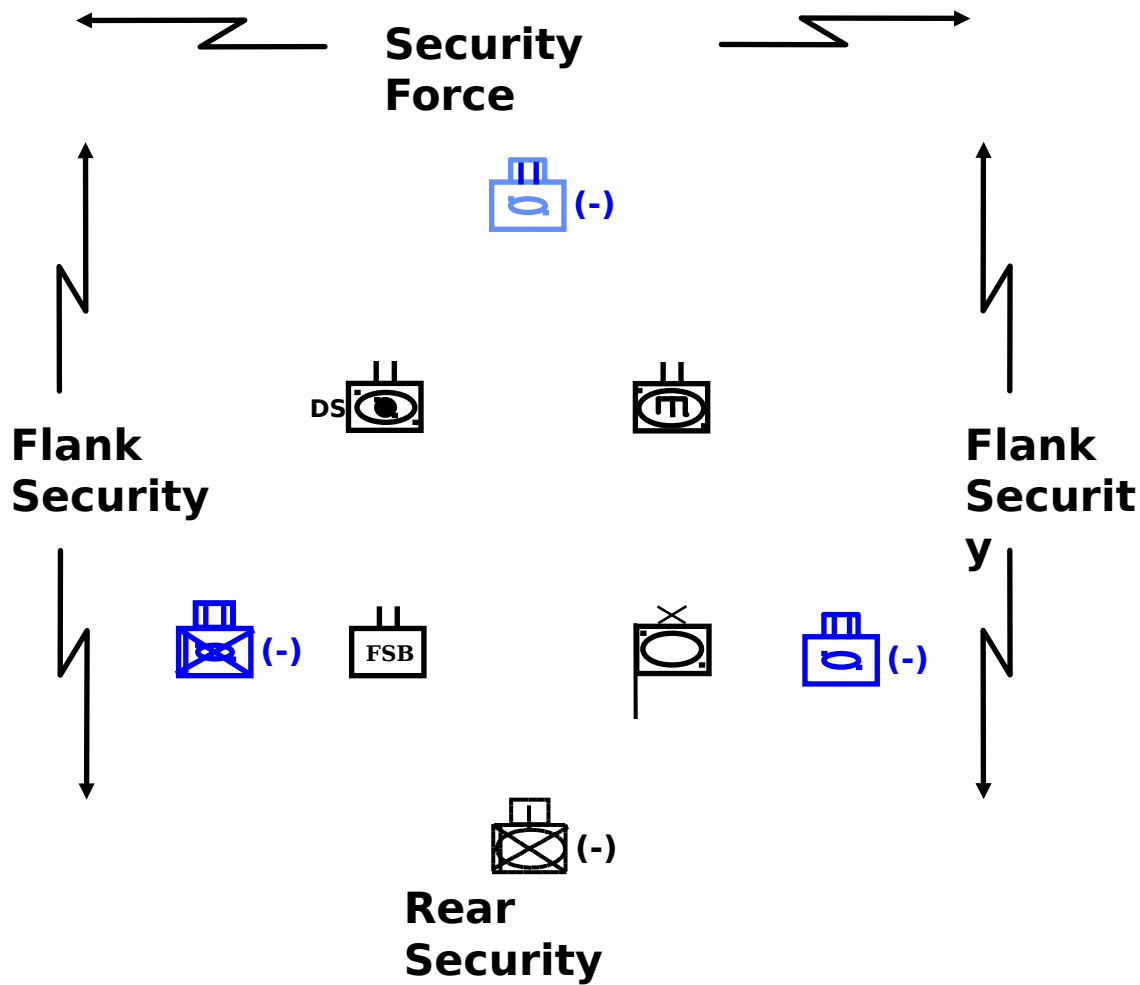 Security
Force
(-)
DS
Flank
Security
Flank
Securit
y
(-)
FSB
(-)
(-)
Rear
Security